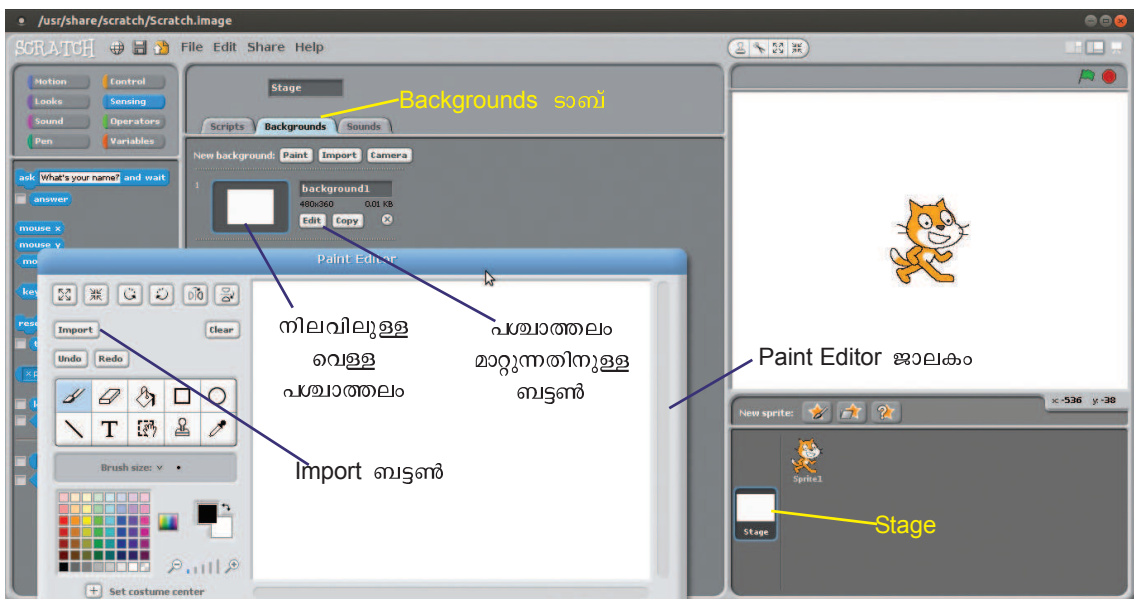 /usr/share/scratch/Scratch.image
SCRATCH File Edit Share Help
Motion Control
Looks Sensing
Sound Operators
Pen Variables
Stage
Backgrounds ടാബ്
Scripts Backgrounds Sounds
New background: Paint Import Camera
1
background1
480x360 0.01 KB
Edit Copy
ask What's your name? and wait
answer
mouse x
mouse y
mo
key
rese
Paint Editor
Import Clear
Undo Redo
T
Brush size:
Set costume center
നിലവിലുള്ള
വെള്ള
പശ്ചാത്തലം
പശ്ചാത്തലം
മാറ്റുന്നതിനുള്ള
ബട്ടൺ
Import ബട്ടൺ
Paint Editor ജാലകം
x:-536 y:-38
New sprite:
Sprite1
Stage
Stage